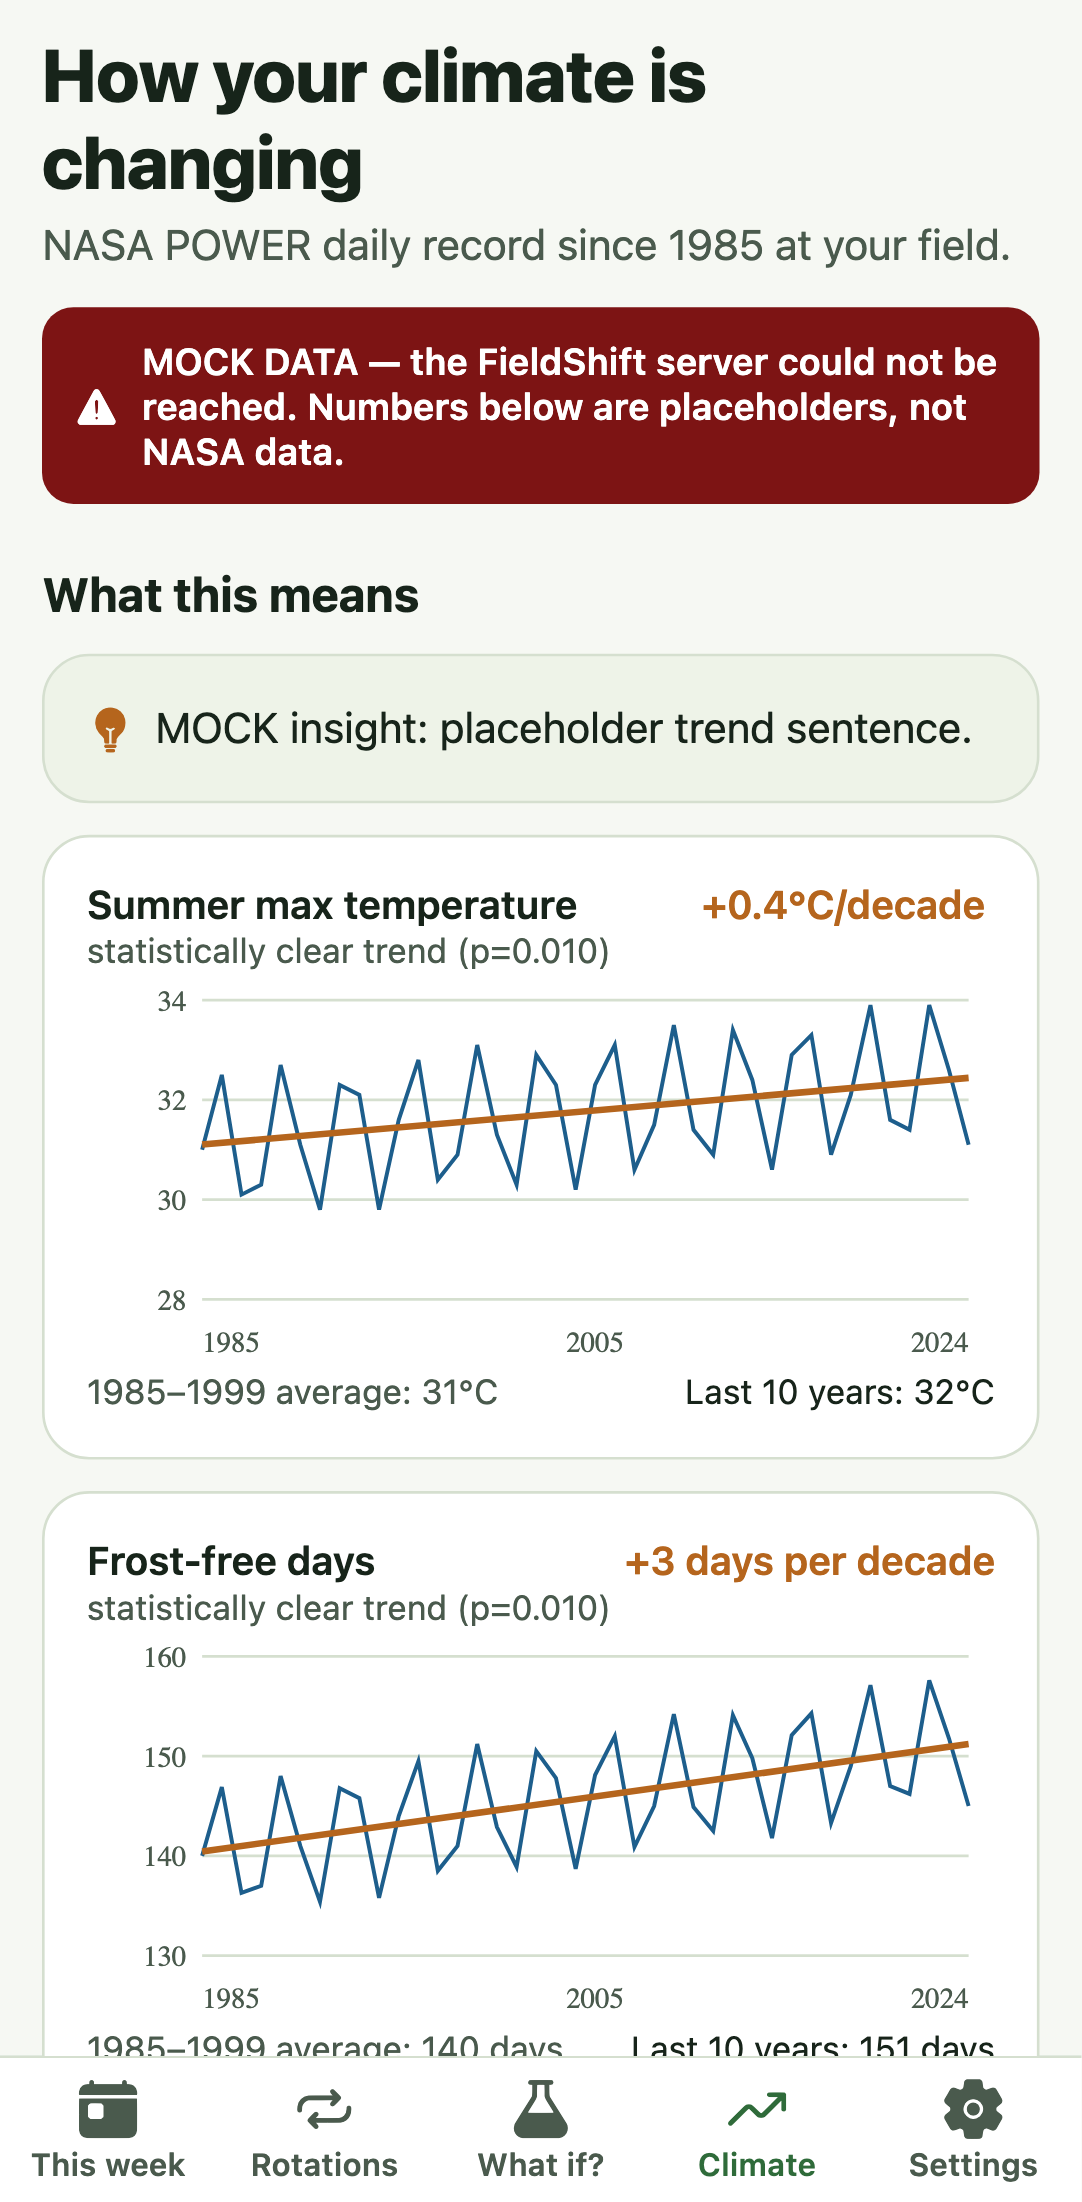 How your climate is
changing
NASA POWER daily record since 1985 at your field.
MOCK DATA — the FieldShift server could not be
reached. Numbers below are placeholders, not
NASA data.
What this means
MOCK insight: placeholder trend sentence.
Summer max temperature +0.4°C/decade
statistically clear trend (p=0.010)
34
32
30
28
1985 2005 2024
1985–1999 average: 31°C Last 10 years: 32°C
Frost-free days +3 days per decade
statistically clear trend (p=0.010)
160
150
140
130
1985 2005 2024
1985–1999 average: 140 days Last 10 years: 151 days
This week Rotations What if? Climate Settings